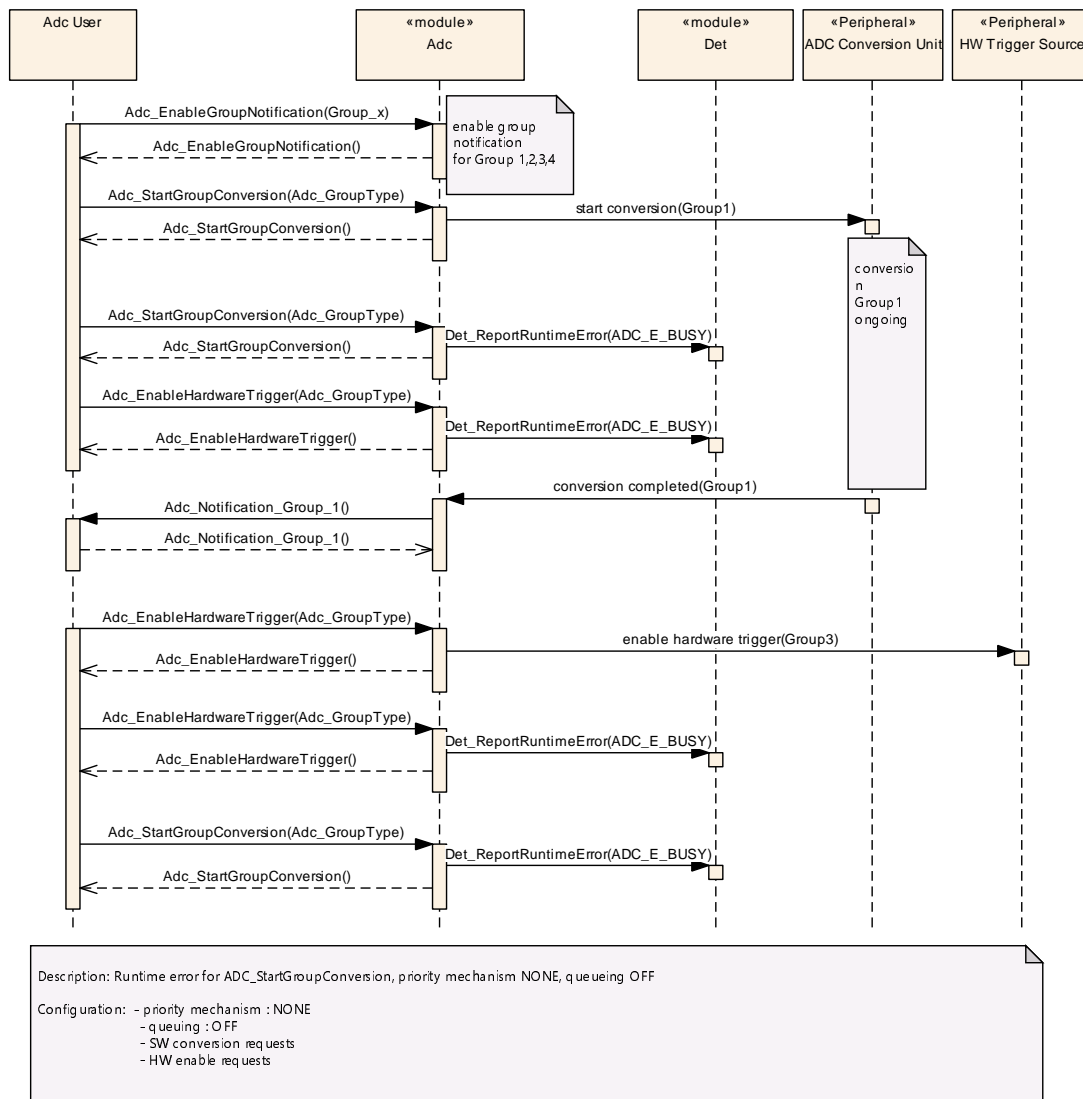 Adc User
«module»
Adc
«module»
Det
«Peripheral»
ADC Conversion Unit
«Peripheral»
HW Trigger Source
Adc_EnableGroupNotification(Group_x)
enable group
notification
for Group 1,2,3,4
Adc_EnableGroupNotification()
Adc_StartGroupConversion(Adc_GroupType)
start conversion(Group1)
Adc_StartGroupConversion()
conversio
n
Group1
ongoing
Adc_StartGroupConversion(Adc_GroupType)
Det_ReportRuntimeError(ADC_E_BUSY)
Adc_StartGroupConversion()
Adc_EnableHardwareTrigger(Adc_GroupType)
Det_ReportRuntimeError(ADC_E_BUSY)
Adc_EnableHardwareTrigger()
conversion completed(Group1)
Adc_Notification_Group_1()
Adc_Notification_Group_1()
Adc_EnableHardwareTrigger(Adc_GroupType)
enable hardware trigger(Group3)
Adc_EnableHardwareTrigger()
Adc_EnableHardwareTrigger(Adc_GroupType)
Det_ReportRuntimeError(ADC_E_BUSY)
Adc_EnableHardwareTrigger()
Adc_StartGroupConversion(Adc_GroupType)
Det_ReportRuntimeError(ADC_E_BUSY)
Adc_StartGroupConversion()
Description: Runtime error for ADC_StartGroupConversion, priority mechanism NONE, queueing OFF
Configuration: - priority mechanism : NONE
- queuing : OFF
- SW conversion requests
- HW enable requests